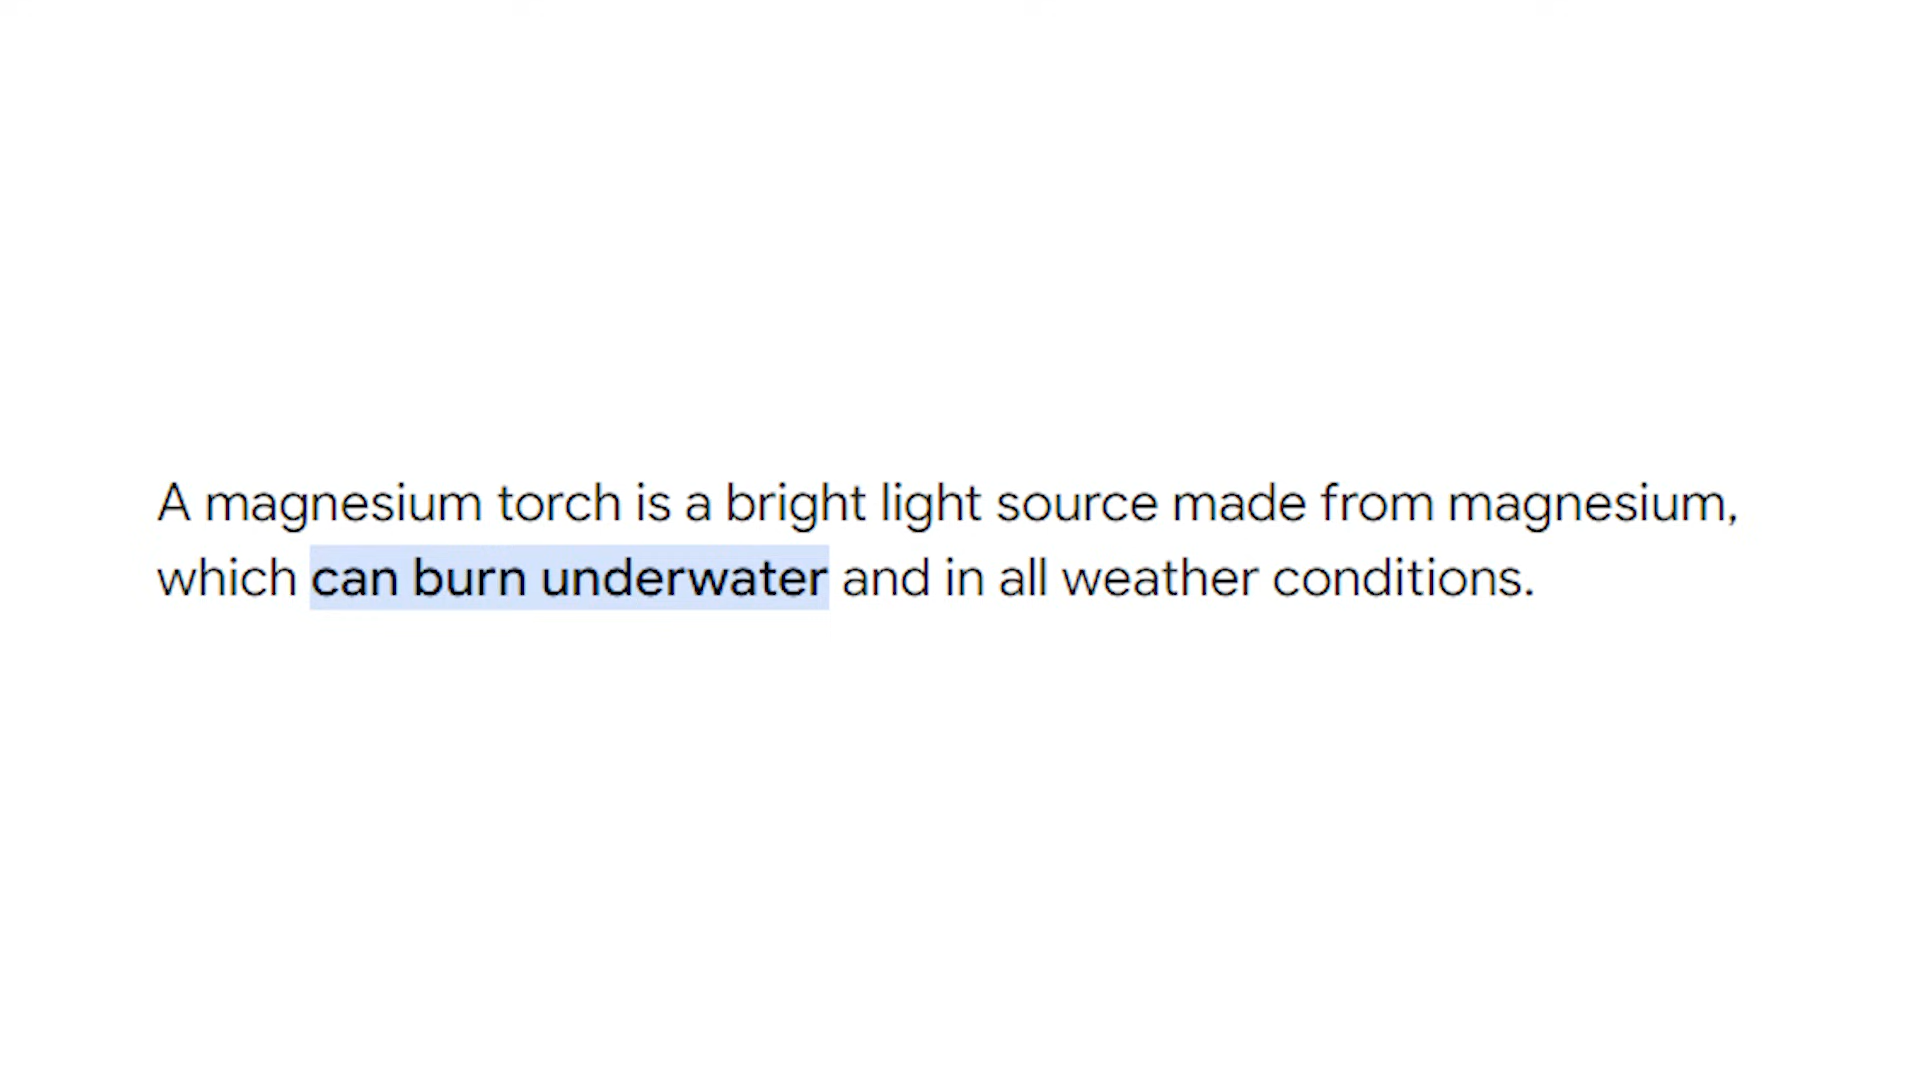 A magnesium torch is a bright light source made from magnesium,
which can burn underwater and in all weather conditions.